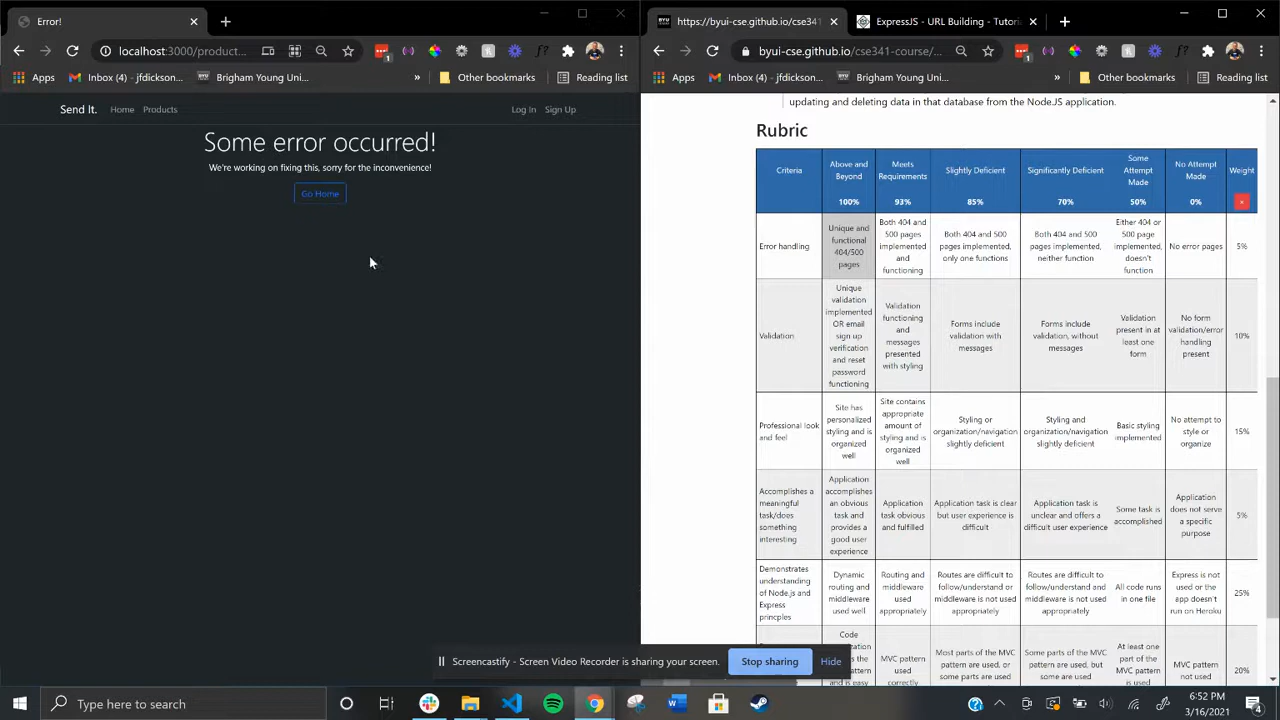 Error!
https://byui-cse.github.io/cse341
ExpressJS - URL Building - Tutori
localhost:3000/product...
byui-cse.github.io/cse341-course/...
Apps
Inbox (4) - jfdickson...
Brigham Young Uni...
»
Other bookmarks
Reading list
Apps
Inbox (4) - jfdickson...
Brigham Young Uni...
»
Other bookmarks
Reading list
Send It.
Home
Products
Log In
Sign Up
Some error occurred!
We're working on fixing this, sorry for the inconvenience!
Go Home
updating and deleting data in that database from the Node.JS application.
Rubric
Criteria
Above and
Beyond
100%
Meets
Requirements
93%
Slightly Deficient
85%
Significantly Deficient
70%
Some
Attempt
Made
50%
No Attempt
Made
0%
Weight
Error handling
Unique and
functional
404/500
pages
Both 404 and
500 pages
implemented
and
functioning
Both 404 and 500
pages implemented,
only one functions
Both 404 and 500
pages implemented,
neither function
Either 404 or
500 page
implemented,
doesn't
function
No error pages
5%
Validation
Unique
validation
implemented
OR email
sign up
verification
and reset
password
functioning
Validation
functioning
and
messages
presented
with styling
Forms include
validation with
messages
Forms include
validation, without
messages
Validation
present in at
least one
form
No form
validation/error
handling
present
10%
Professional look
and feel
Site has
personalized
styling and is
organized
well
Site contains
appropriate
amount of
styling and is
organized
well
Styling or
organization/navigation
slightly deficient
Styling and
organization/navigation
slightly deficient
Basic styling
implemented
No attempt to
style or
organize
15%
Accomplishes a
meaningful
task/does
something
interesting
Application
accomplishes
an obvious
task and
provides a
good user
experience
Application
task obvious
and fulfilled
Application task is clear
but user experience is
difficult
Application task is
unclear and offers a
difficult user experience
Some task is
accomplished
Application
does not serve
a specific
purpose
5%
Demonstrates
understanding
of Node.js and
Express
princples
Dynamic
routing and
middleware
used well
Routing and
middleware
used
appropriately
Routes are difficult to
follow/understand or
middleware is not used
appropriately
Routes are difficult to
follow/understand and
middleware is not used
appropriately
All code runs
in one file
Express is not
used or the
app doesn't
run on Heroku
25%
Code
MVC pattern
used
correctly
Most parts of the MVC
pattern are used, or
some parts are used
Some parts of the MVC
pattern are used, but
some are used
At least one
part of the
MVC pattern
is used
MVC pattern
not used
20%
Screencastify - Screen Video Recorder is sharing your screen.
Stop sharing
Hide
Type here to search
6:52 PM
3/16/2021
4